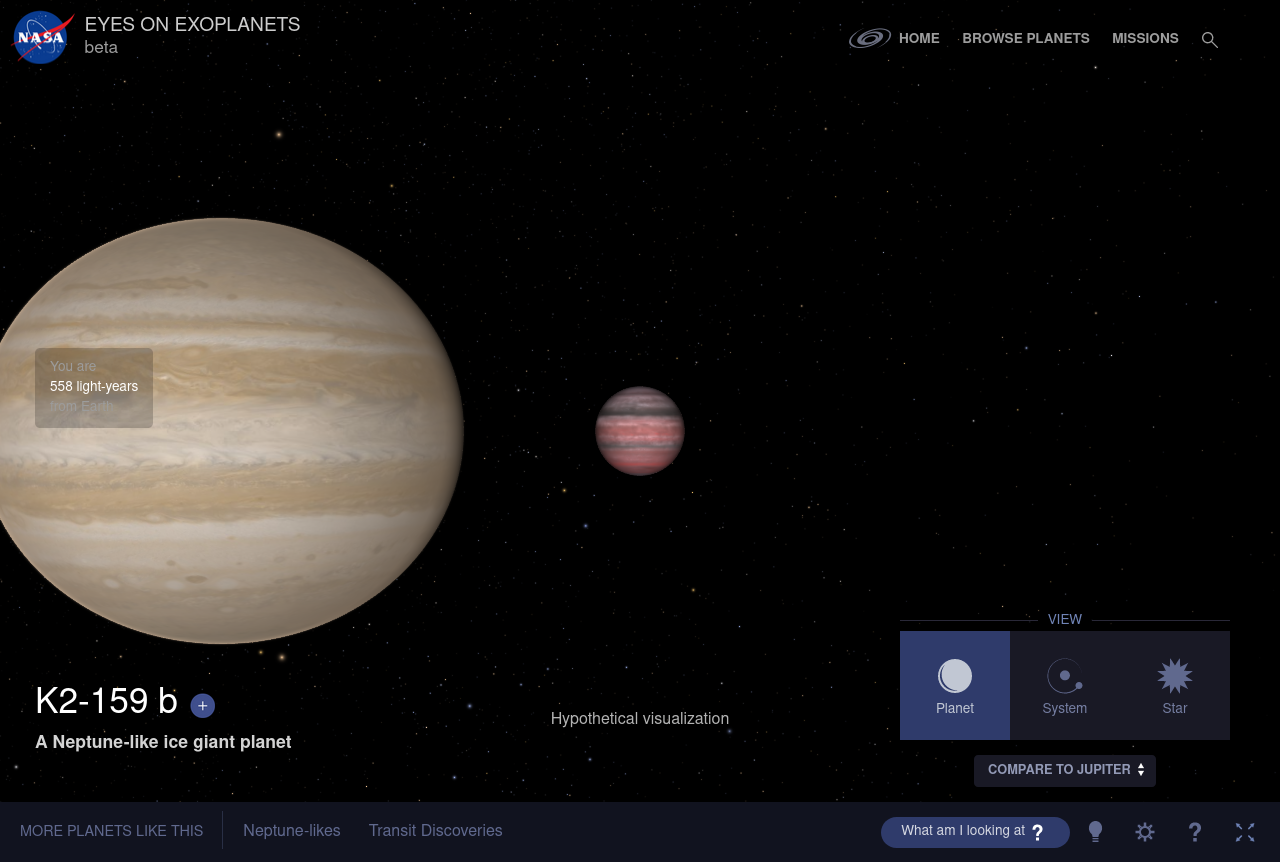 NASA
EYES ON EXOPLANETS
beta
HOME
BROWSE PLANETS
MISSIONS
You are
558 light-years
from Earth
VIEW
Planet
System
Star
K2-159 b +
A Neptune-like ice giant planet
Hypothetical visualization
COMPARE TO JUPITER
MORE PLANETS LIKE THIS
Neptune-likes
Transit Discoveries
What am I looking at ?
?